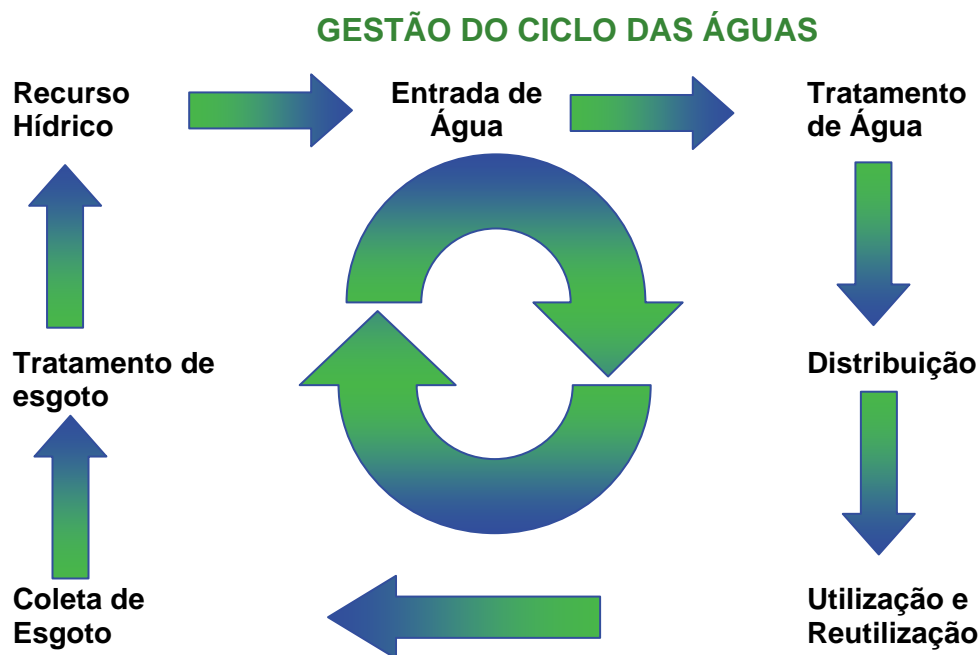 GESTÃO DO CICLO DAS ÁGUAS
Recurso
Hídrico
Entrada de
Água
Tratamento
de Água
Tratamento de
esgoto
Distribuição
Coleta de
Esgoto
Utilização e
Reutilização